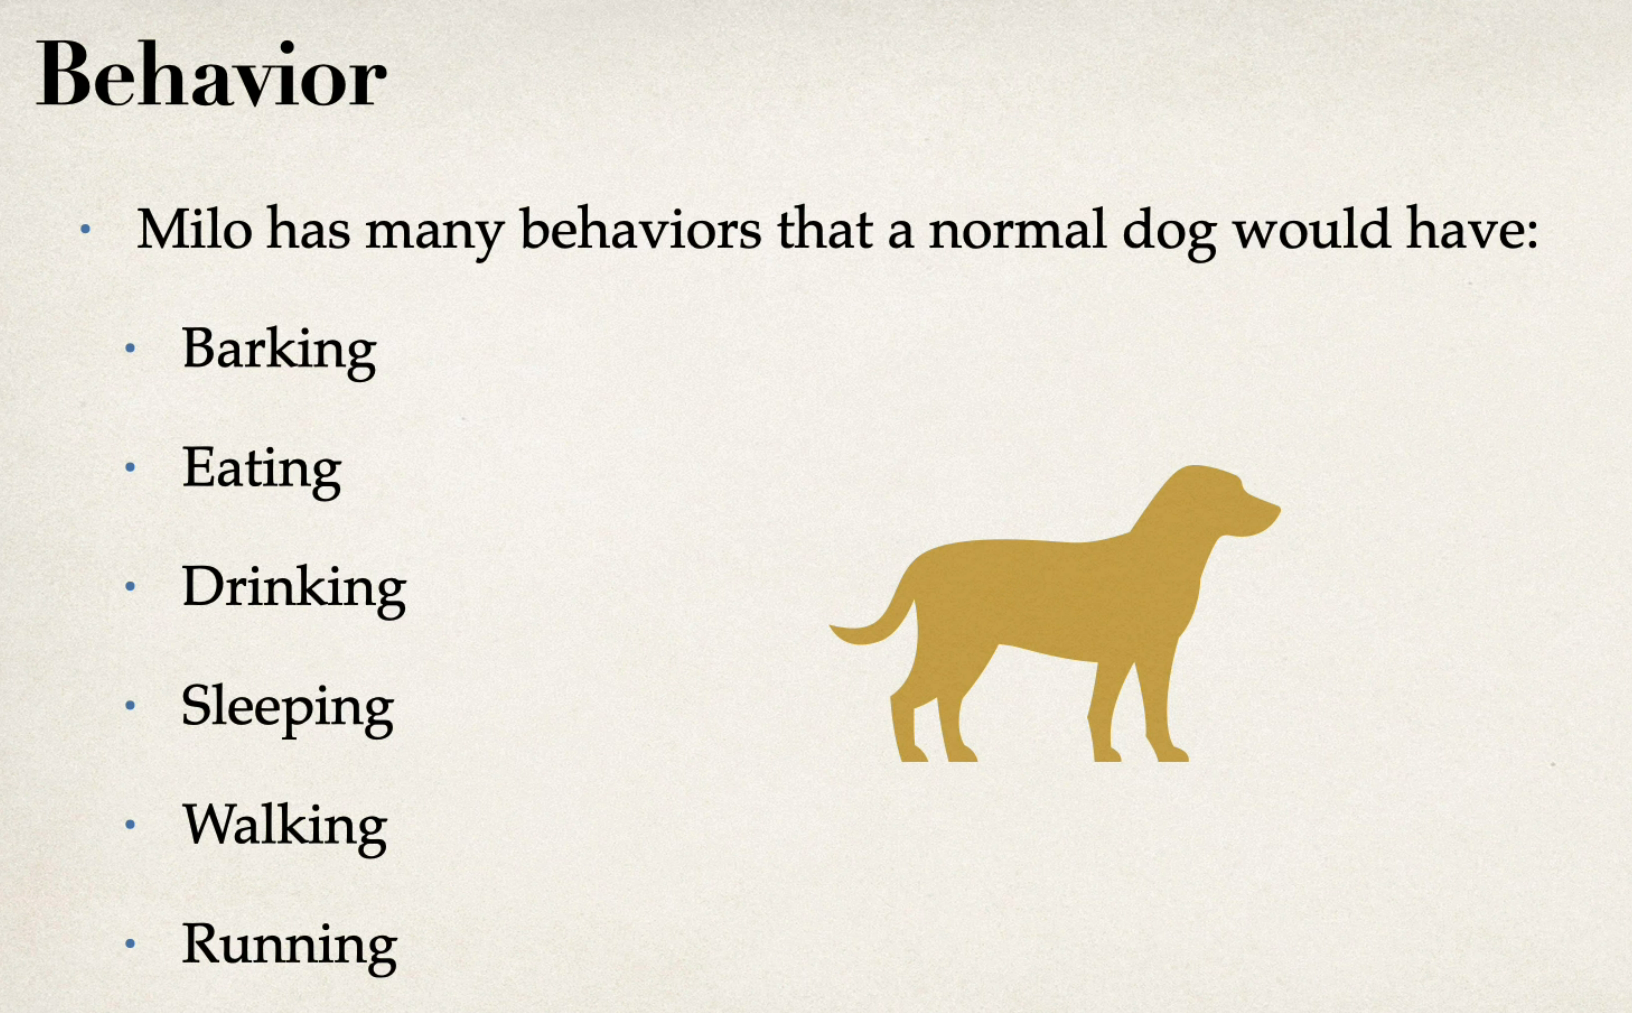 Behavior
Milo has many behaviors that a normal dog would have:
Barking
Eating
Drinking
Sleeping
Walking
Running